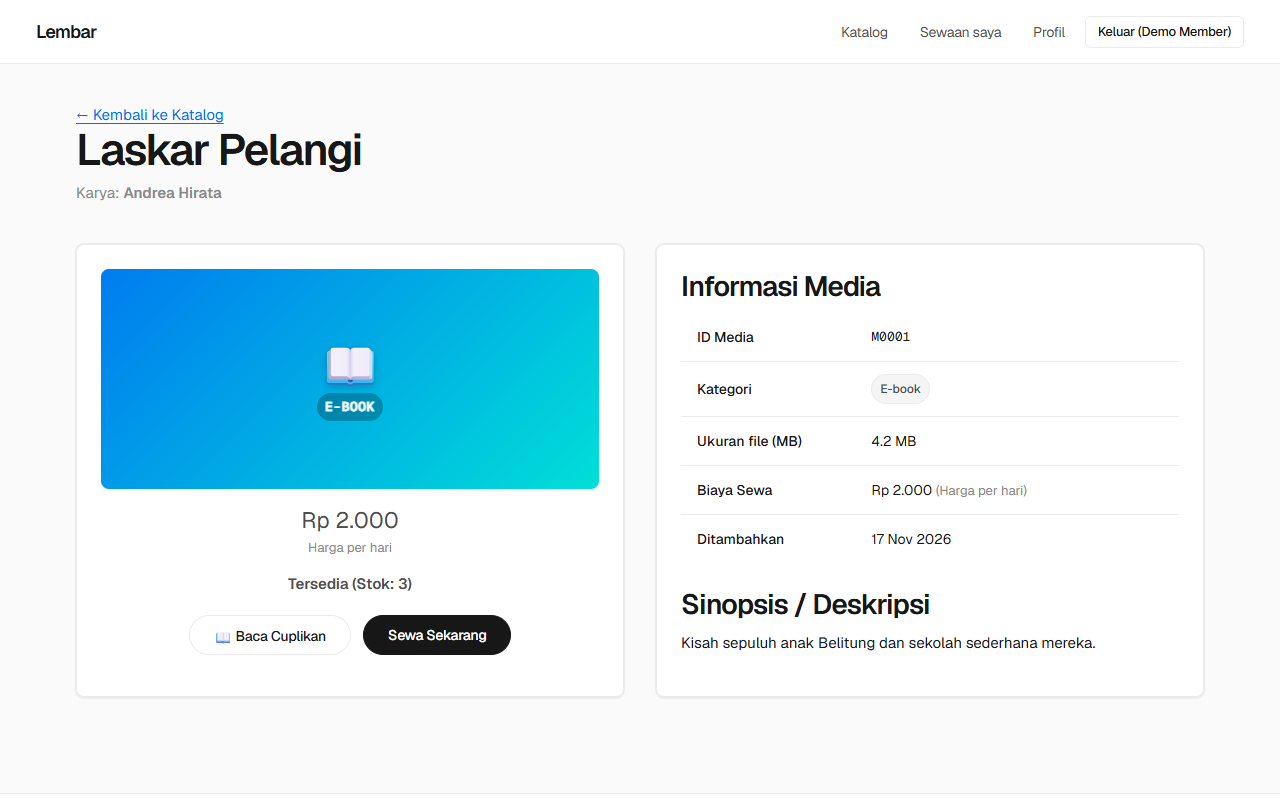 Lembar
Katalog
Sewaan saya
Profil
Keluar (Demo Member)
← Kembali ke Katalog
Laskar Pelangi
Karya: Andrea Hirata
E-BOOK
Rp 2.000
Harga per hari
Tersedia (Stok: 3)
Baca Cuplikan
Sewa Sekarang
Informasi Media
ID Media M0001
Kategori E-book
Ukuran file (MB) 4.2 MB
Biaya Sewa Rp 2.000 (Harga per hari)
Ditambahkan 17 Nov 2026
Sinopsis / Deskripsi
Kisah sepuluh anak Belitung dan sekolah sederhana mereka.